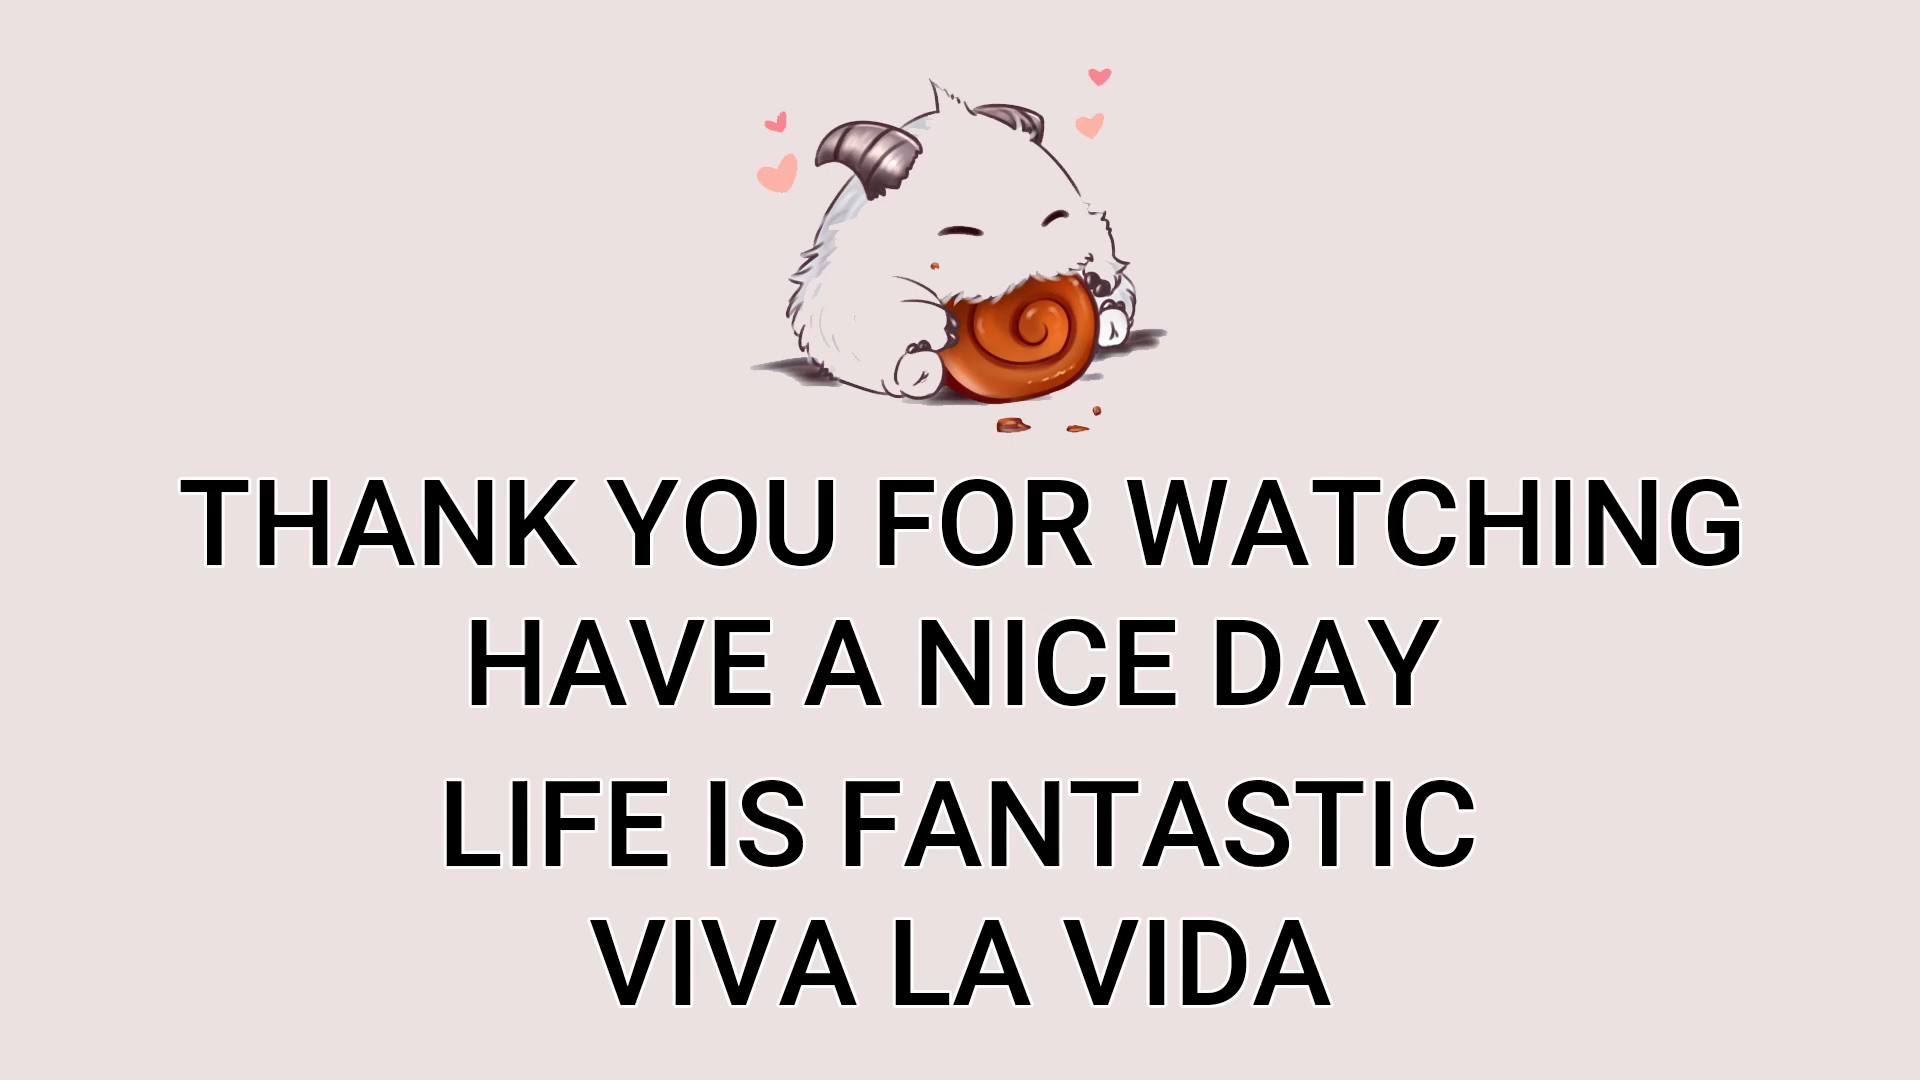 THANK YOU FOR WATCHING
HAVE A NICE DAY
LIFE IS FANTASTIC
VIVA LA VIDA